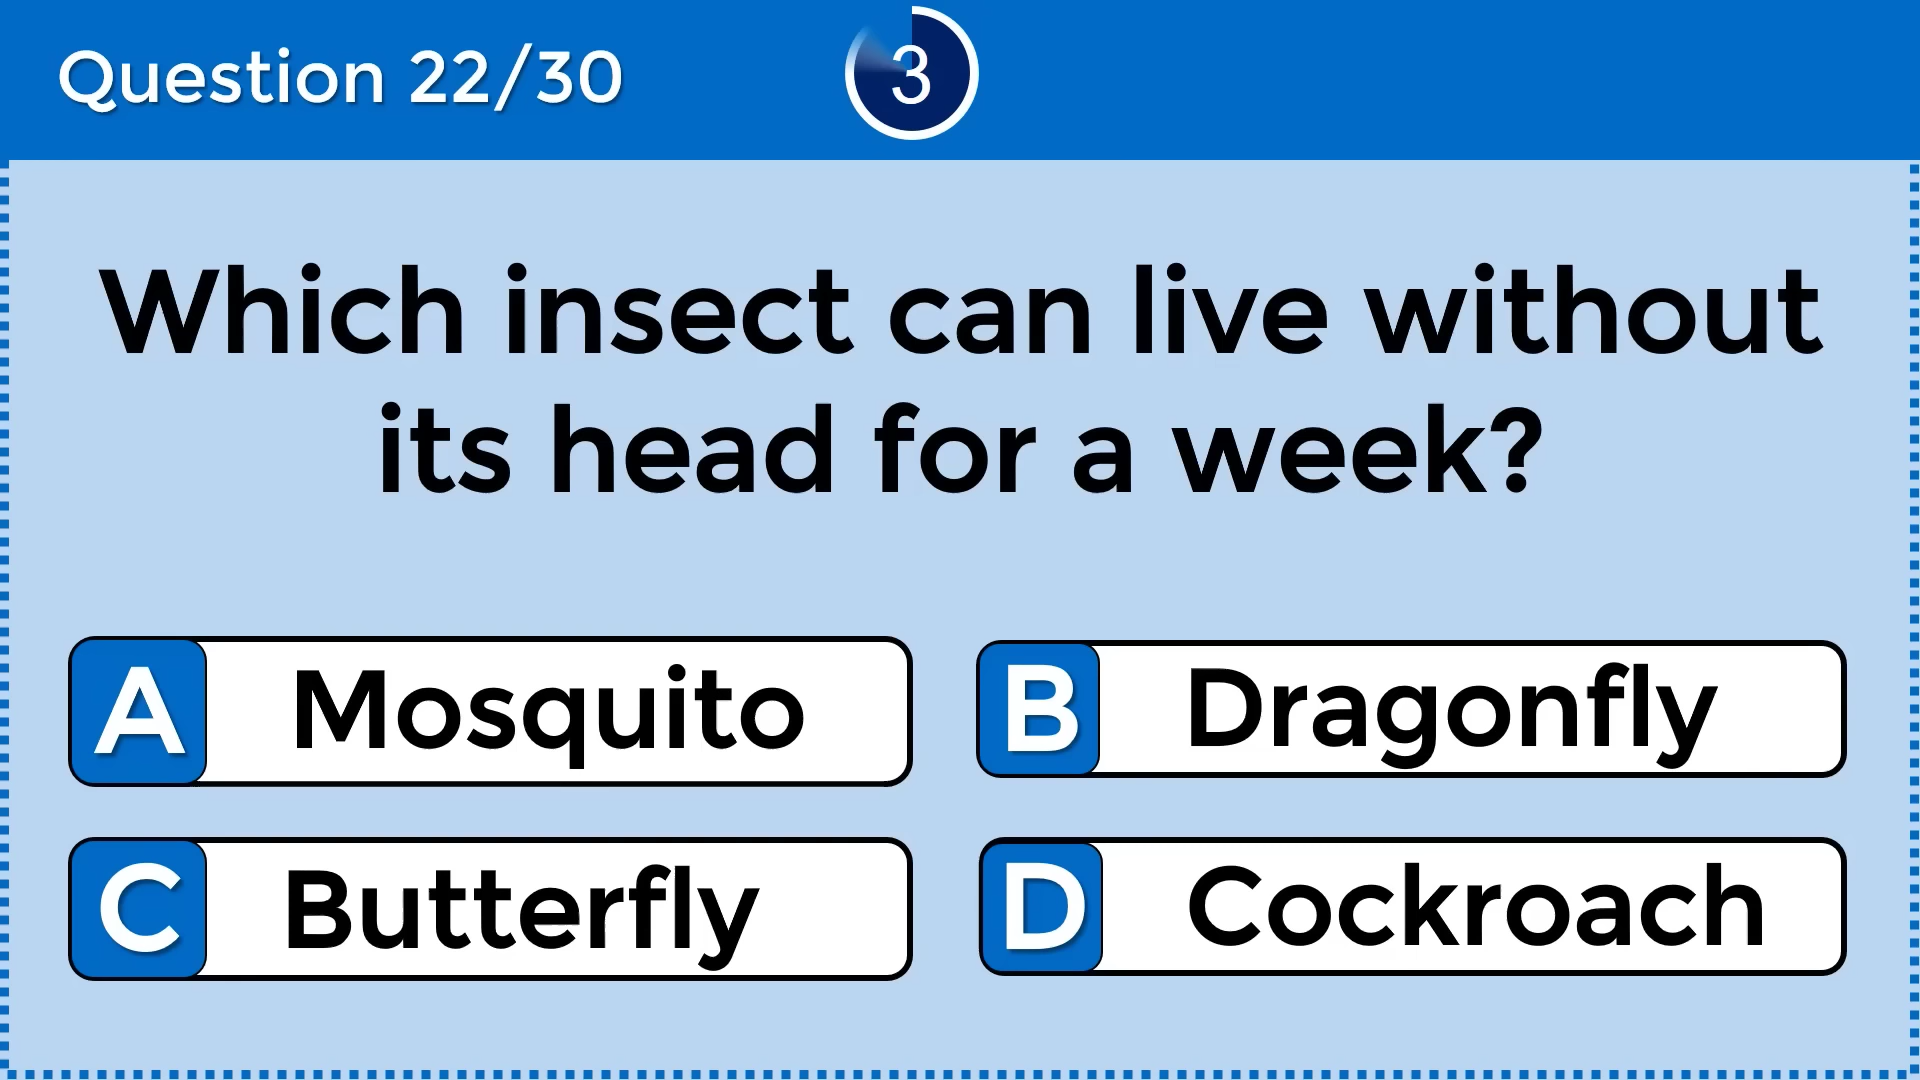 Question 22/30
3
Which insect can live without
its head for a week?
A Mosquito
B Dragonfly
C Butterfly
D Cockroach